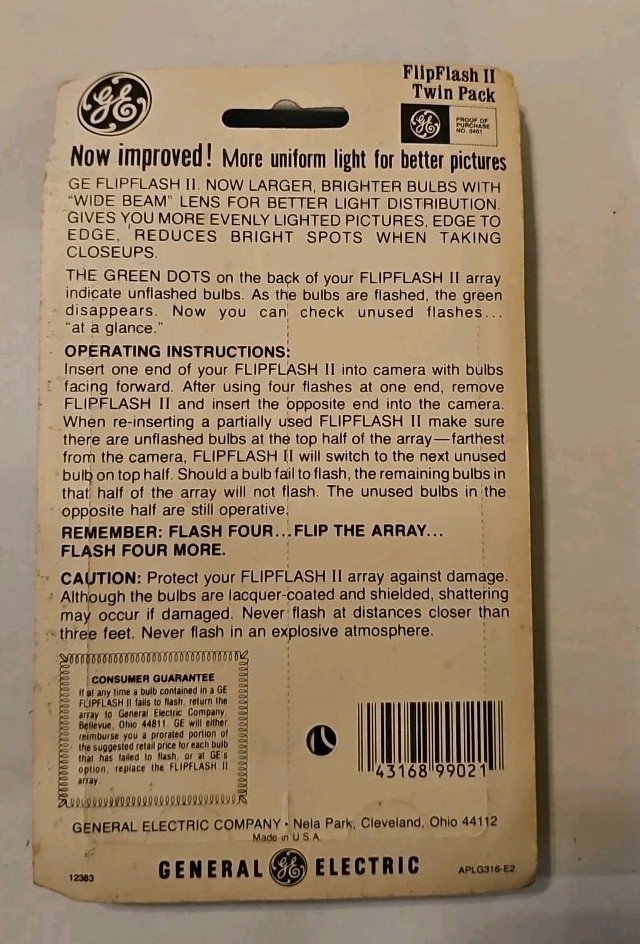 GE
FlipFlash II
Twin Pack
GE
PROOF OF
PURCHASE
NO. 0401
Now improved! More uniform light for better pictures
GE FLIPFLASH II. NOW LARGER, BRIGHTER BULBS WITH
"WIDE BEAM" LENS FOR BETTER LIGHT DISTRIBUTION.
GIVES YOU MORE EVENLY LIGHTED PICTURES, EDGE TO
EDGE, REDUCES BRIGHT SPOTS WHEN TAKING
CLOSEUPS.
THE GREEN DOTS on the back of your FLIPFLASH II array
indicate unflashed bulbs. As the bulbs are flashed, the green
disappears. Now you can check unused flashes...
"at a glance."
OPERATING INSTRUCTIONS:
Insert one end of your FLIPFLASH II into camera with bulbs
facing forward. After using four flashes at one end, remove
FLIPFLASH II and insert the opposite end into the camera.
When re-inserting a partially used FLIPFLASH II make sure
there are unflashed bulbs at the top half of the array—farthest
from the camera, FLIPFLASH II will switch to the next unused
bulb on top half. Should a bulb fail to flash, the remaining bulbs in
that half of the array will not flash. The unused bulbs in the
opposite half are still operative.
REMEMBER: FLASH FOUR...FLIP THE ARRAY...
FLASH FOUR MORE.
CAUTION: Protect your FLIPFLASH II array against damage.
Although the bulbs are lacquer-coated and shielded, shattering
may occur if damaged. Never flash at distances closer than
three feet. Never flash in an explosive atmosphere.
CONSUMER GUARANTEE
If at any time a bulb contained in a GE
FLIPFLASH II fails to flash, return the
array to General Electric Company,
Bellevue, Ohio 44811. GE will either
reimburse you a prorated portion of
the suggested retail price for each bulb
that has failed to flash, or at GE's
option, replace the FLIPFLASH II
array.
43168 99021
GENERAL ELECTRIC COMPANY • Nela Park, Cleveland, Ohio 44112
Made in U.S.A.
12383
GENERAL GE ELECTRIC
APLG316-E2